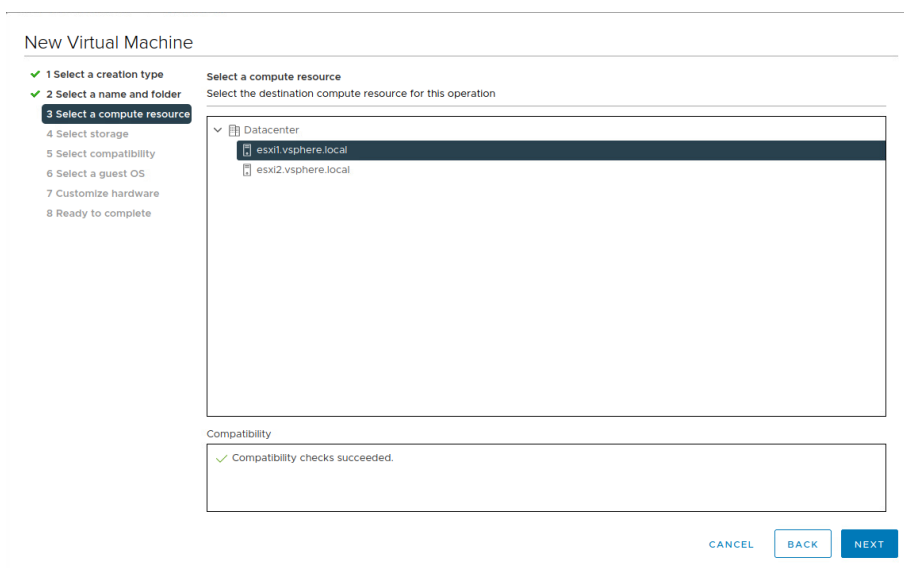 New Virtual Machine
1 Select a creation type
2 Select a name and folder
3 Select a compute resource
4 Select storage
5 Select compatibility
6 Select a guest OS
7 Customize hardware
8 Ready to complete
Select a compute resource
Select the destination compute resource for this operation
Datacenter
esxi1.vsphere.local
esxi2.vsphere.local
Compatibility
Compatibility checks succeeded.
CANCEL
BACK
NEXT